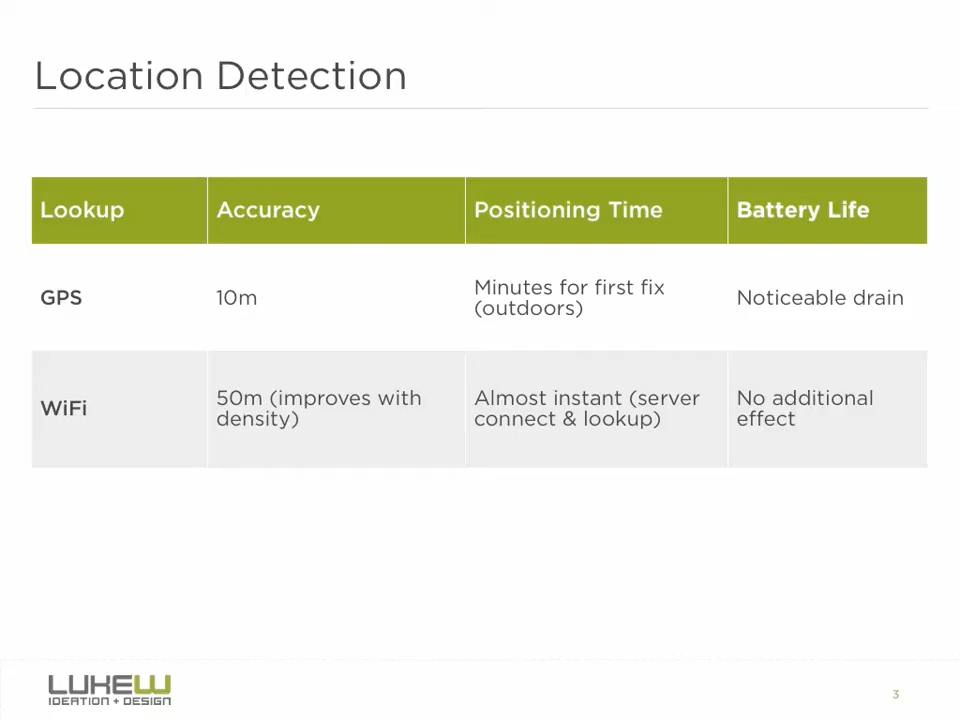 Location Detection
Lookup Accuracy Positioning Time Battery Life
GPS 10m Minutes for first fix (outdoors) Noticeable drain
WiFi 50m (improves with density) Almost instant (server connect & lookup) No additional effect
LUKEW
IDEATION + DESIGN
3